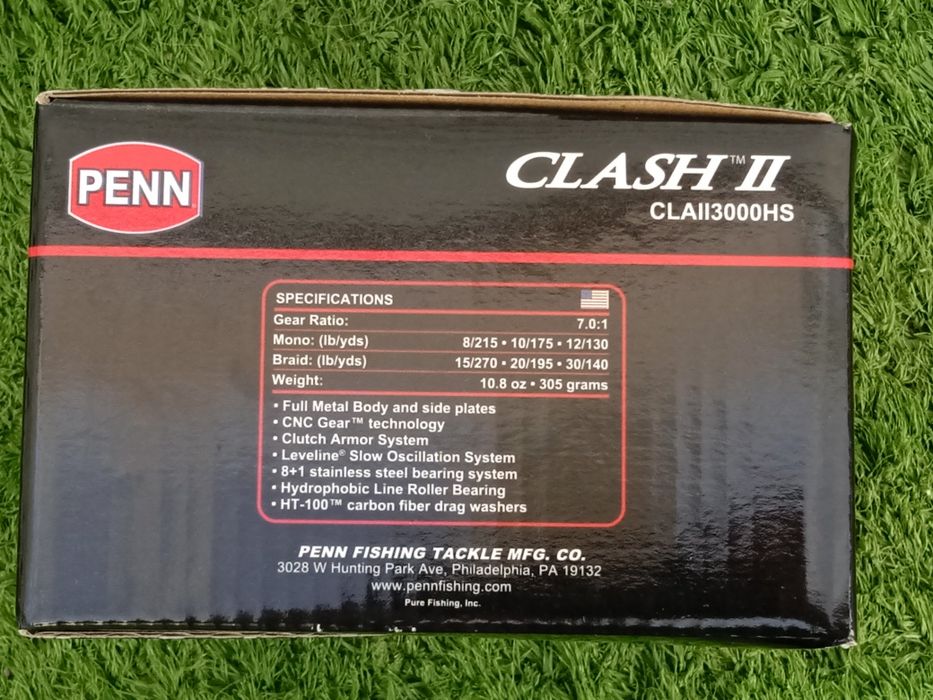 PENN
CLASH™ II
CLAII3000HS
SPECIFICATIONS
Gear Ratio: 7.0:1
Mono: (lb/yds) 8/215 • 10/175 • 12/130
Braid: (lb/yds) 15/270 • 20/195 • 30/140
Weight: 10.8 oz • 305 grams
• Full Metal Body and side plates
• CNC Gear™ technology
• Clutch Armor System
• Leveline® Slow Oscillation System
• 8+1 stainless steel bearing system
• Hydrophobic Line Roller Bearing
• HT-100™ carbon fiber drag washers
PENN FISHING TACKLE MFG. CO.
3028 W Hunting Park Ave, Philadelphia, PA 19132
www.pennfishing.com
Pure Fishing, Inc.